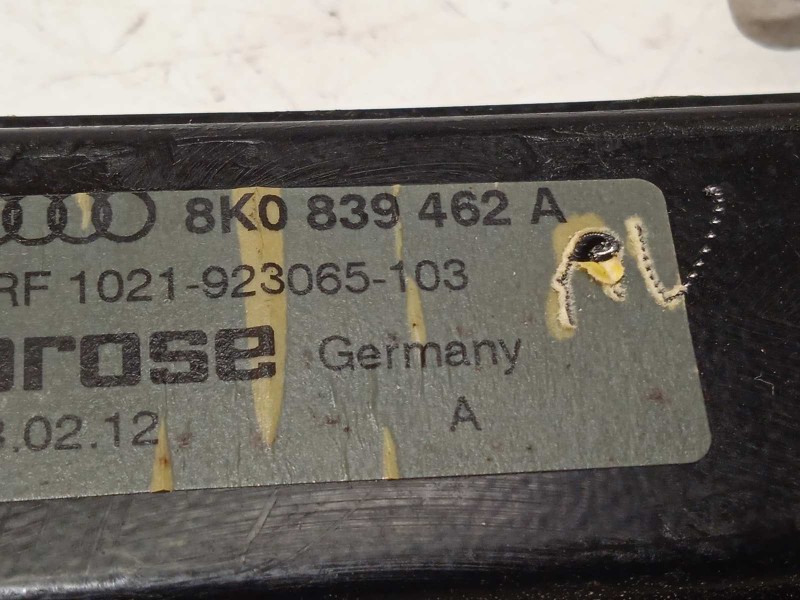 8K0 839 462 A
RF 1021-923065-103
rose Germany
.02.12 A